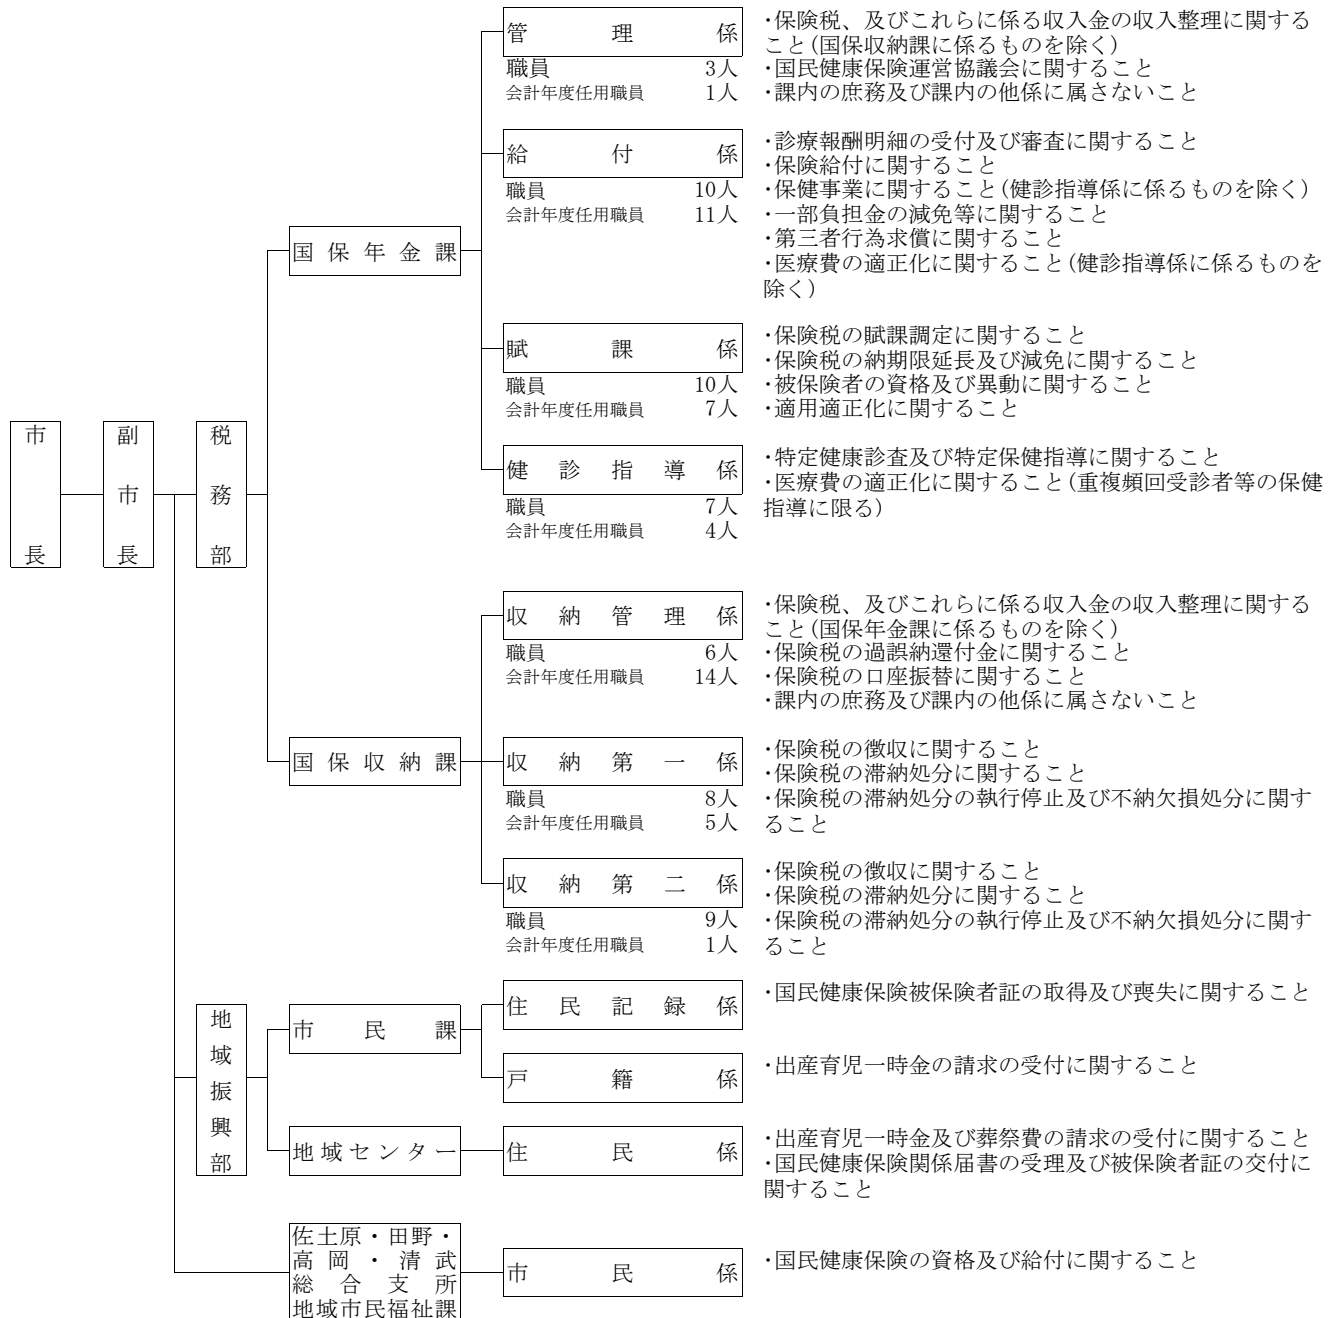 市長
副市長
税務部
国保年金課
管理係
職員 3人
会計年度任用職員 1人
・保険税、及びこれらに係る収入金の収入整理に関する
こと(国保収納課に係るものを除く)
・国民健康保険運営協議会に関すること
・課内の庶務及び課内の他係に属さないこと
給付係
職員 10人
会計年度任用職員 11人
・診療報酬明細の受付及び審査に関すること
・保険給付に関すること
・保健事業に関すること(健診指導係に係るものを除く)
・一部負担金の減免等に関すること
・第三者行為求償に関すること
・医療費の適正化に関すること(健診指導係に係るものを
除く)
賦課係
職員 10人
会計年度任用職員 7人
・保険税の賦課調定に関すること
・保険税の納期限延長及び減免に関すること
・被保険者の資格及び異動に関すること
・適用適正化に関すること
健診指導係
職員 7人
会計年度任用職員 4人
・特定健康診査及び特定保健指導に関すること
・医療費の適正化に関すること(重複頻回受診者等の保健
指導に限る)
国保収納課
収納管理係
職員 6人
会計年度任用職員 14人
・保険税、及びこれらに係る収入金の収入整理に関する
こと(国保年金課に係るものを除く)
・保険税の過誤納還付金に関すること
・保険税の口座振替に関すること
・課内の庶務及び課内の他係に属さないこと
収納第一係
職員 8人
会計年度任用職員 5人
・保険税の徴収に関すること
・保険税の滞納処分に関すること
・保険税の滞納処分の執行停止及び不納欠損処分に関す
ること
収納第二係
職員 9人
会計年度任用職員 1人
・保険税の徴収に関すること
・保険税の滞納処分に関すること
・保険税の滞納処分の執行停止及び不納欠損処分に関す
ること
地域振興部
市民課
住民記録係
・国民健康保険被保険者証の取得及び喪失に関すること
戸籍係
・出産育児一時金の請求の受付に関すること
地域センター
住民係
・出産育児一時金及び葬祭費の請求の受付に関すること
・国民健康保険関係届書の受理及び被保険者証の交付に
関すること
佐土原・田野・
高岡・清武
総合支所
地域市民福祉課
市民係
・国民健康保険の資格及び給付に関すること